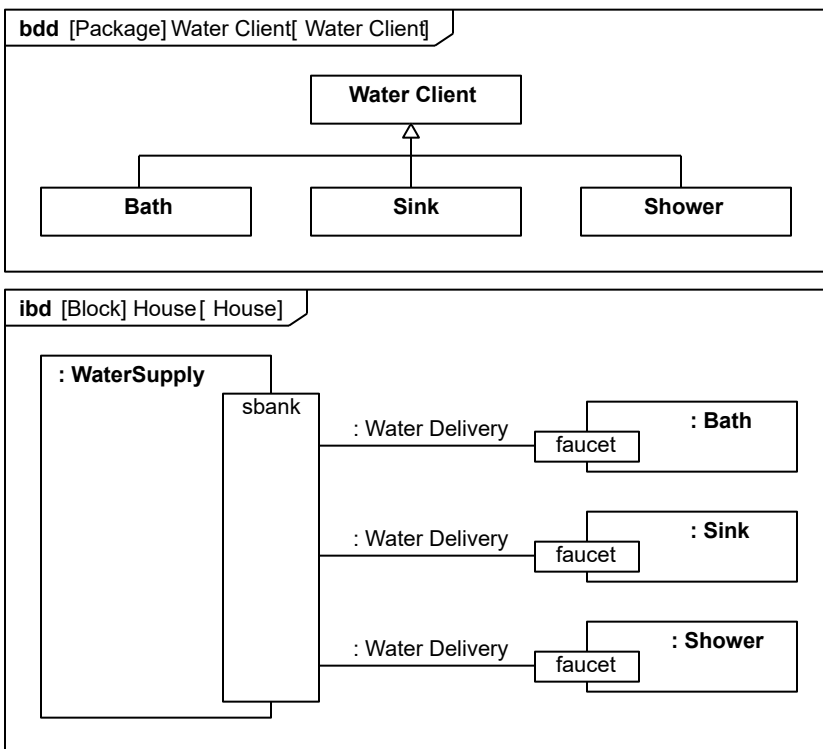 bdd [Package] Water Client[ Water Client]
Water Client
Bath
Sink
Shower
ibd [Block] House[ House]
: WaterSupply
sbank
: Water Delivery
faucet
: Bath
: Water Delivery
faucet
: Sink
: Water Delivery
faucet
: Shower